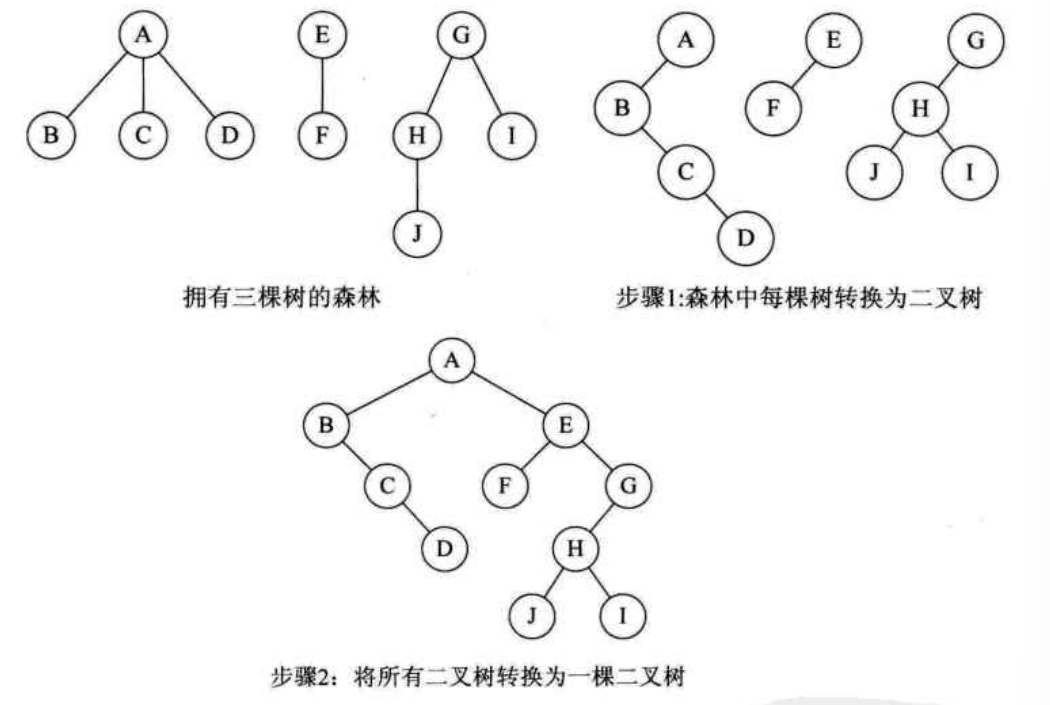 A E G A E G
B C D F H I B F H
J C J I
D
拥有三棵树的森林 步骤1:森林中每棵树转换为二叉树
A
B E
C F G
D H
J I
步骤2：将所有二叉树转换为一棵二叉树